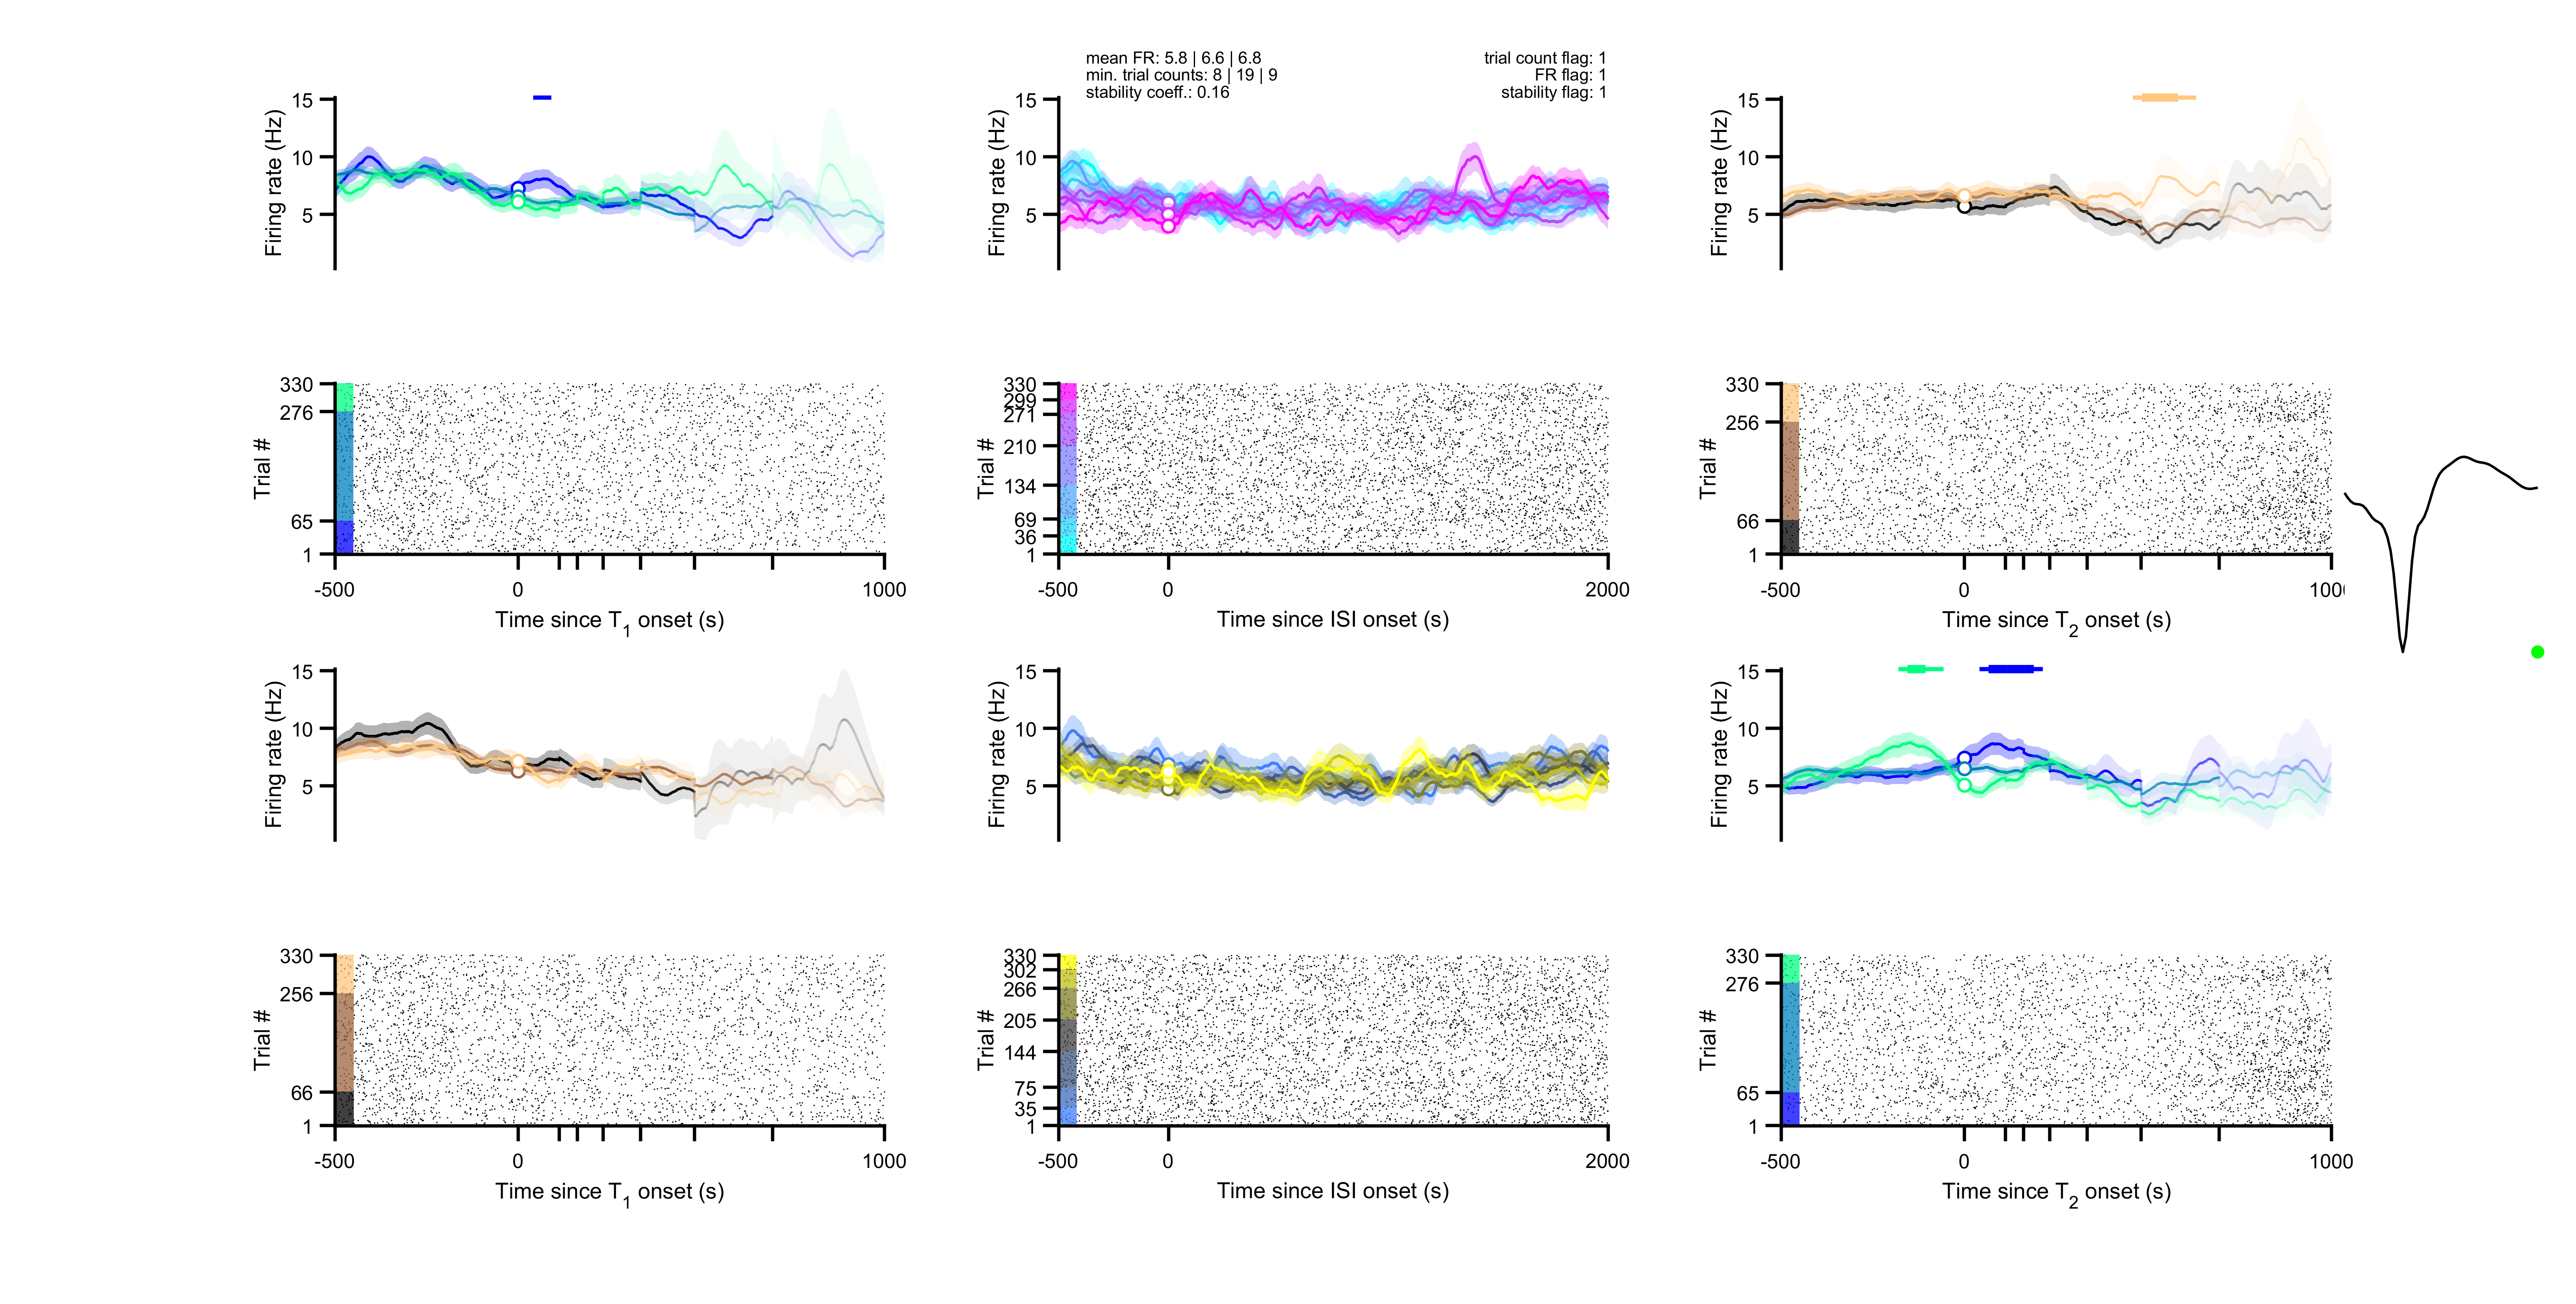 mean FR: 5.8 | 6.6 | 6.8
min. trial counts: 8 | 19 | 9
stability coeff.: 0.16
trial count flag: 1
FR flag: 1
stability flag: 1
15
10
5
Firing rate (Hz)
15
10
5
Firing rate (Hz)
15
10
5
Firing rate (Hz)
330
276
65
1
Trial #
-500
0
1000
Time since T1 onset (s)
330
299
271
210
134
69
36
1
Trial #
-500
0
2000
Time since ISI onset (s)
330
256
66
1
Trial #
-500
0
100
Time since T2 onset (s)
15
10
5
Firing rate (Hz)
15
10
5
Firing rate (Hz)
15
10
5
Firing rate (Hz)
330
256
66
1
Trial #
-500
0
1000
Time since T1 onset (s)
330
302
266
205
144
75
35
1
Trial #
-500
0
2000
Time since ISI onset (s)
330
276
65
1
Trial #
-500
0
1000
Time since T2 onset (s)